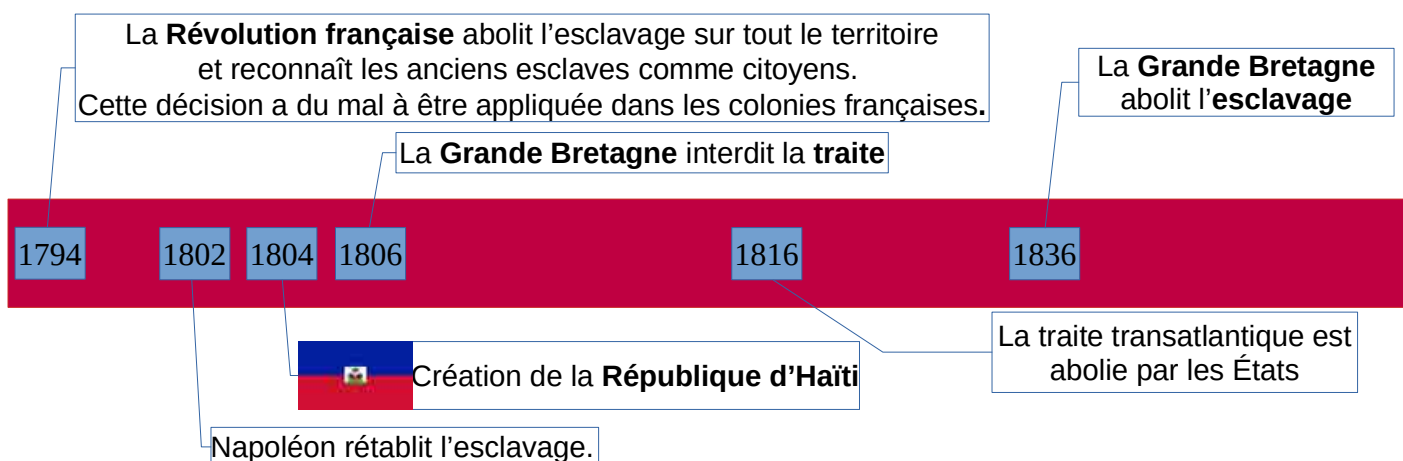 La Révolution française abolit l’esclavage sur tout le territoire
et reconnaît les anciens esclaves comme citoyens.
Cette décision a du mal à être appliquée dans les colonies françaises.
La Grande Bretagne
abolit l’esclavage
La Grande Bretagne interdit la traite
1794
1802
1804
1806
1816
1836
La traite transatlantique est
abolie par les États
Création de la République d’Haïti
Napoléon rétablit l’esclavage.